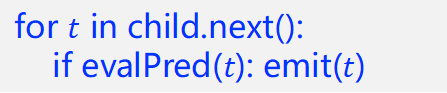 for t in child.next():
if evalPred(t): emit(t)